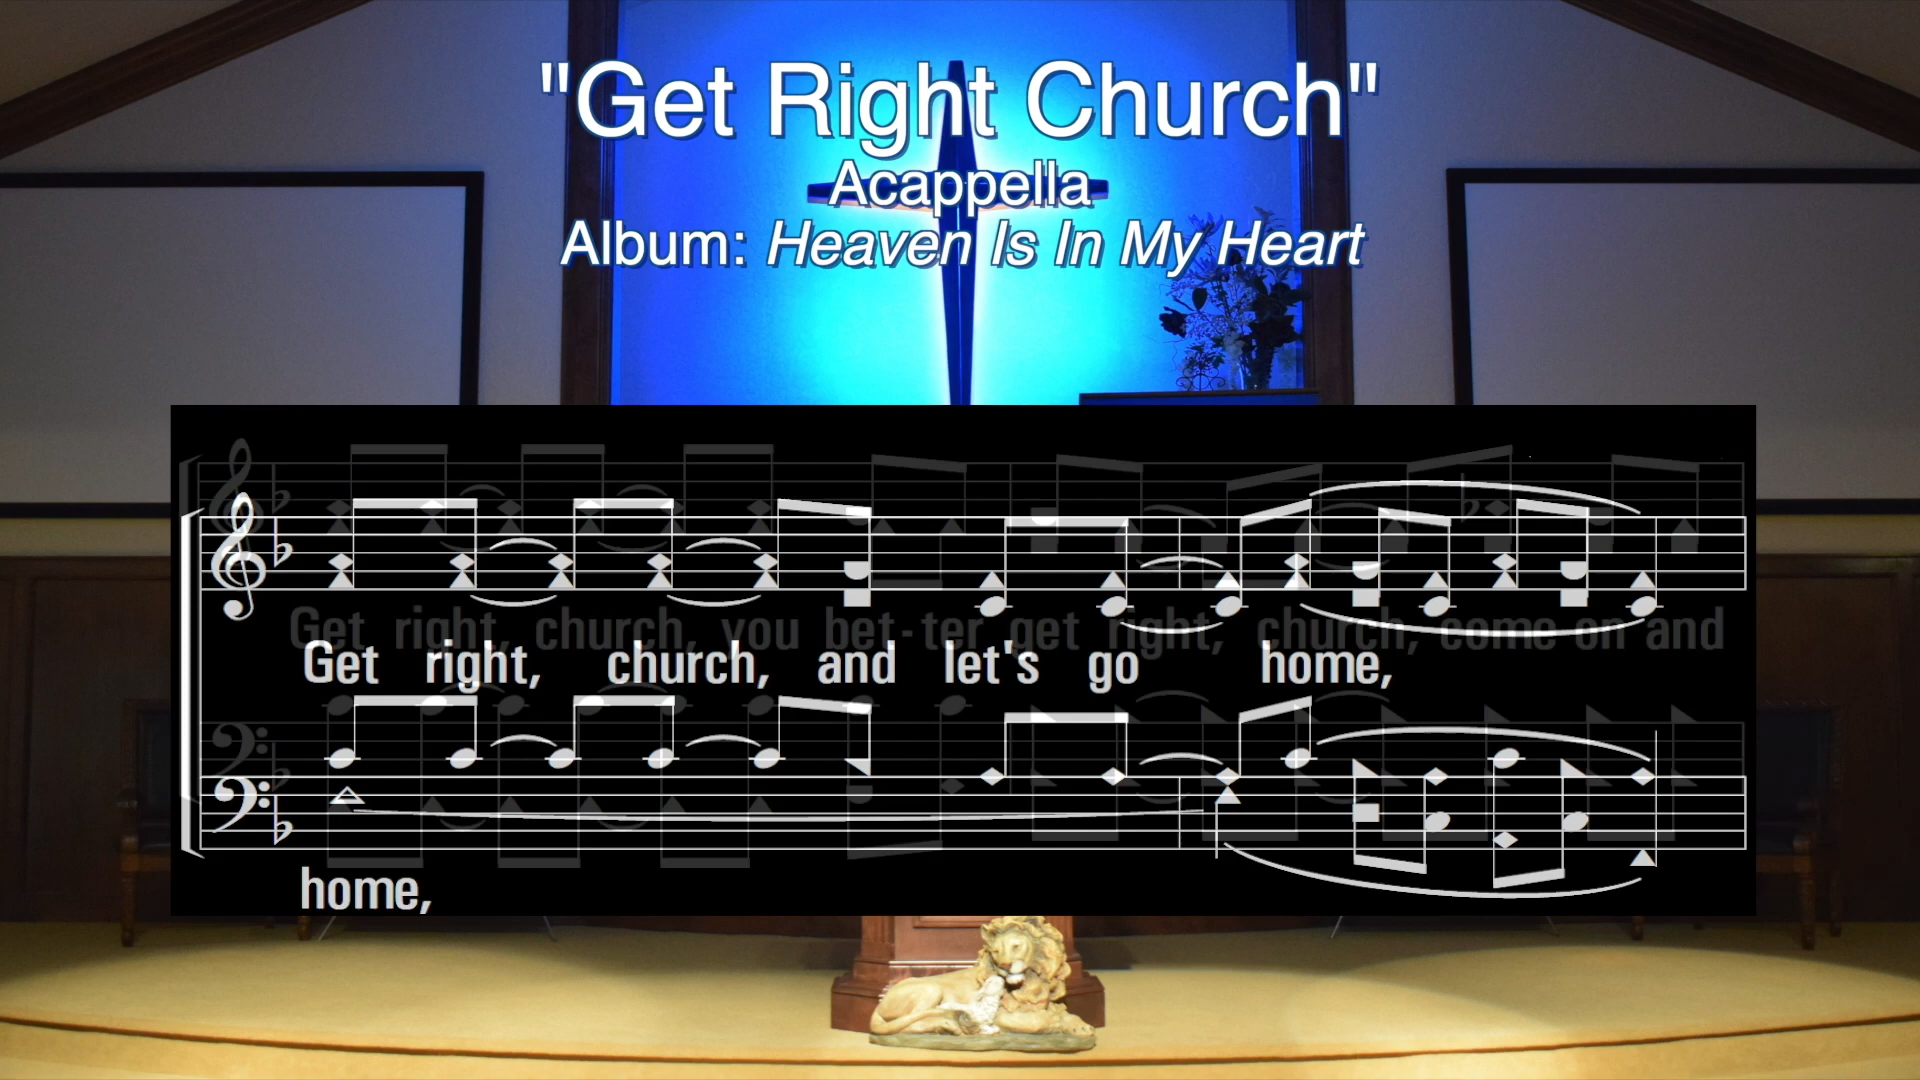 "Get Right Church"
Acappella
Album: Heaven Is In My Heart
Get right, church, you bet-ter get right, church, come on and
Get right, church, and let's go home,
home,